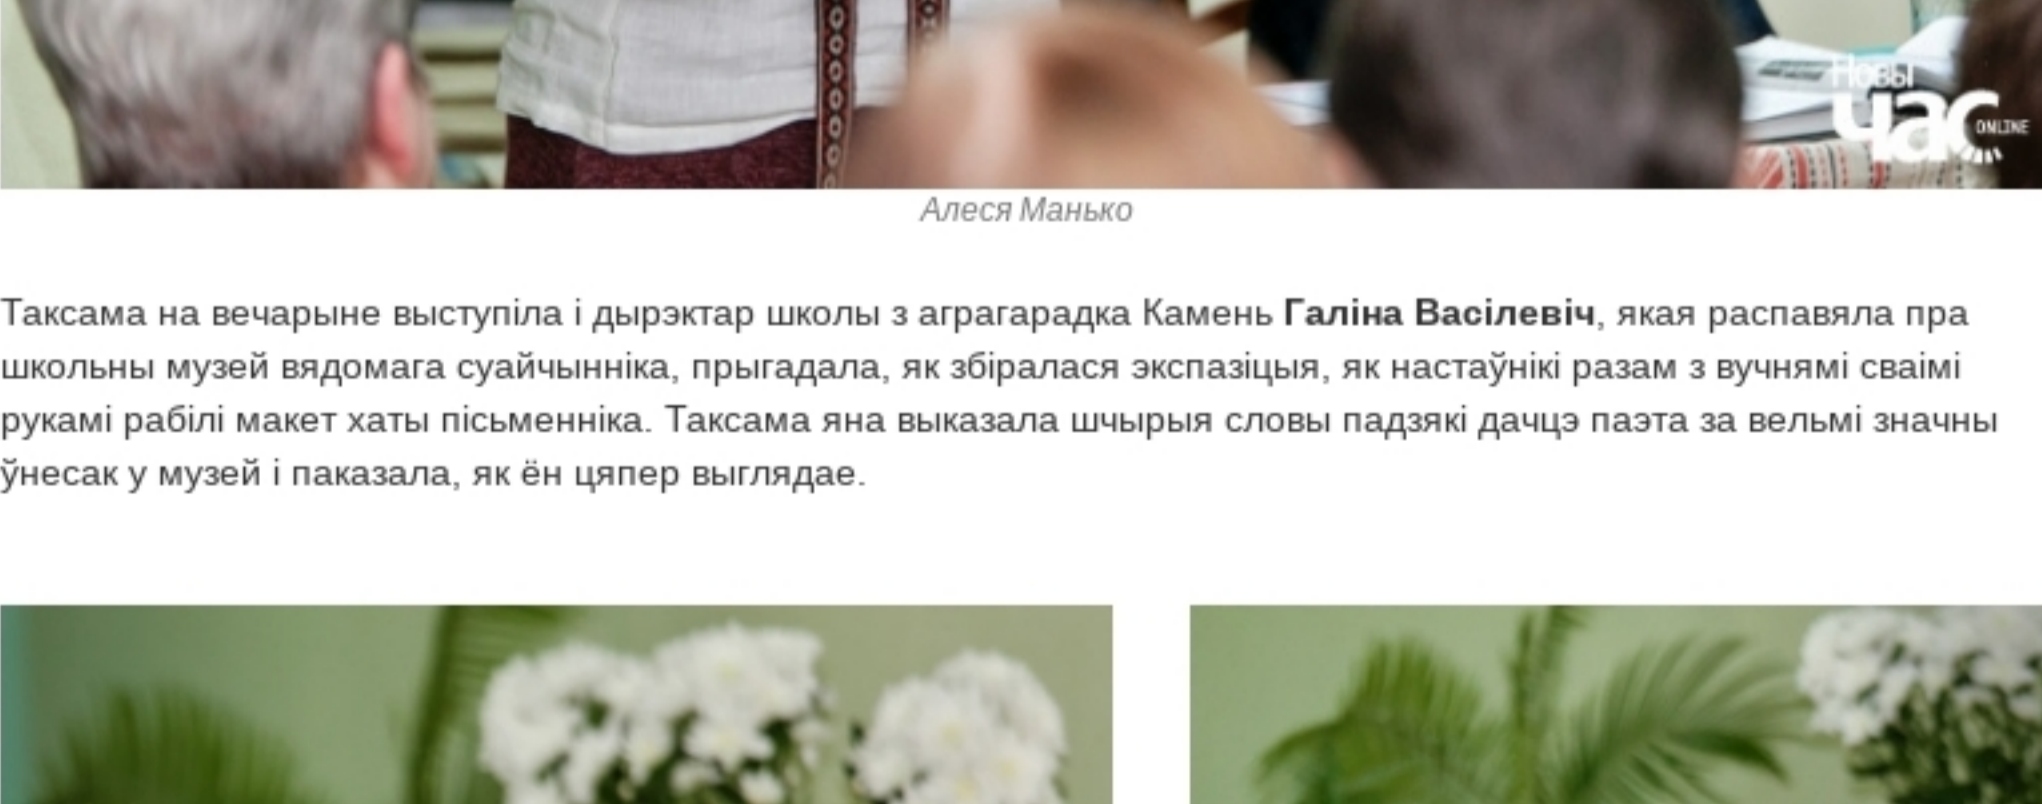 Новы
час
ONLINE
Алеся Манько
Таксама на вечарыне выступіла і дырэктар школы з аграгарадка Камень Галіна Васілевіч, якая распавяла пра
школьны музей вядомага суайчынніка, прыгадала, як збіралася экспазіцыя, як настаўнікі разам з вучнямі сваімі
рукамі рабілі макет хаты пісьменніка. Таксама яна выказала шчырыя словы падзякі дачцэ паэта за вельмі значны
ўнесак у музей і паказала, як ён цяпер выглядае.